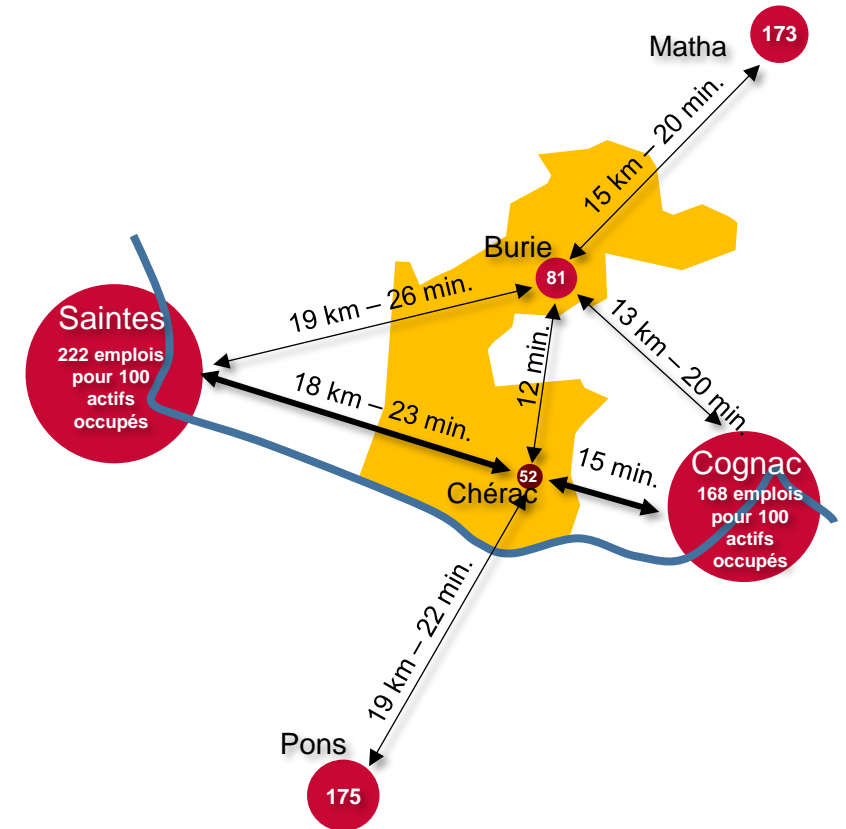 173
Matha
15 km – 20 min.
Burie
81
19 km – 26 min.
Saintes
222 emplois
pour 100
actifs
occupés
13 km – 20 min.
12 min.
18 km – 23 min.
15 min.
52
Chérac
Cognac
168 emplois
pour 100
actifs
occupés
19 km – 22 min.
Pons
175